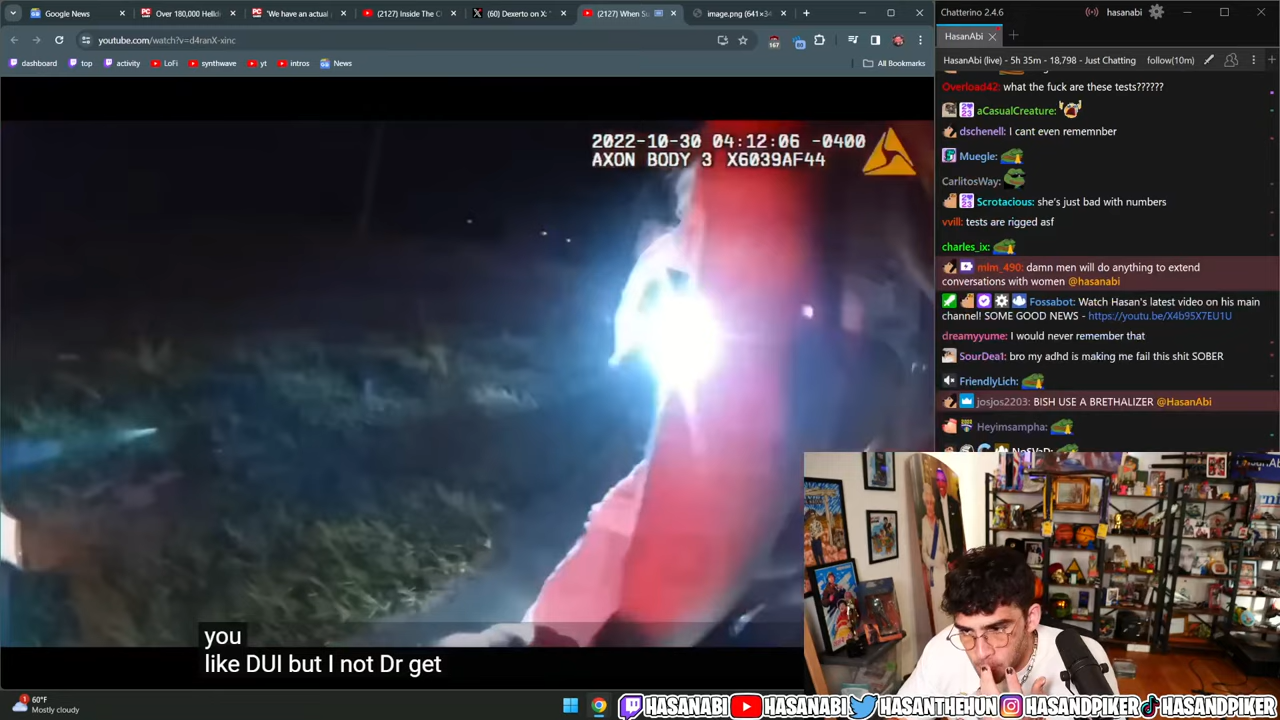 Google News
Over 180,000 Helld
"We have an actual
(2127) Inside The C
(60) Dexerto on X: "
(2127) When S
image.png (641×34
youtube.com/watch?v=d4ranX-xinc
167
dashboard
top
activity
LoFi
synthwave
yt
intros
News
All Bookmarks
2022-10-30 04:12:06 -0400
AXON BODY 3 X6039AF44
you
like DUI but I not Dr get
60°F
Mostly cloudy
Chatterino 2.4.6
hasanabi
HasanAbi
HasanAbi (live) - 5h 35m - 18,798 - Just Chatting
follow(10m)
Overload42: what the fuck are these tests??????
aCasualCreature:
dschenell: I cant even rememnber
Muegle:
CarlitosWay:
Scrotacious: she's just bad with numbers
vvill: tests are rigged asf
charles_ix:
mlm_490: damn men will do anything to extend
conversations with women @hasanabi
Fossabot: Watch Hasan's latest video on his main
channel! SOME GOOD NEWS - https://youtu.be/X4b95X7EU1U
dreamyyume: I would never remember that
SourDea1: bro my adhd is making me fail this shit SOBER
FriendlyLich:
josjos2203: BISH USE A BRETHALIZER @HasanAbi
Heyimsampha:
HASANABI
HASANABI
HASANTHEHUN
HASANDPIKER
HASANDPIKER